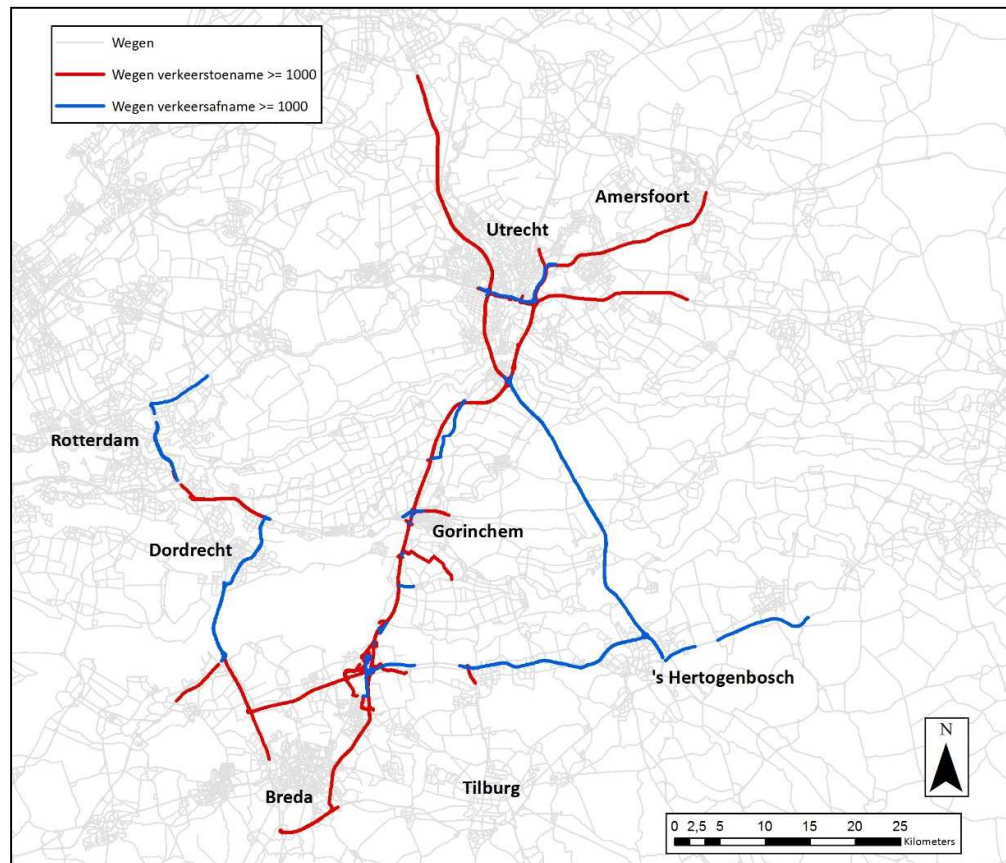 Wegen
Wegen verkeerstoename >= 1000
Wegen verkeersafname >= 1000
Amersfoort
Utrecht
Rotterdam
Gorinchem
Dordrecht
's Hertogenbosch
Breda
Tilburg
N
0 2,5 5 10 15 20 25
Kilometers